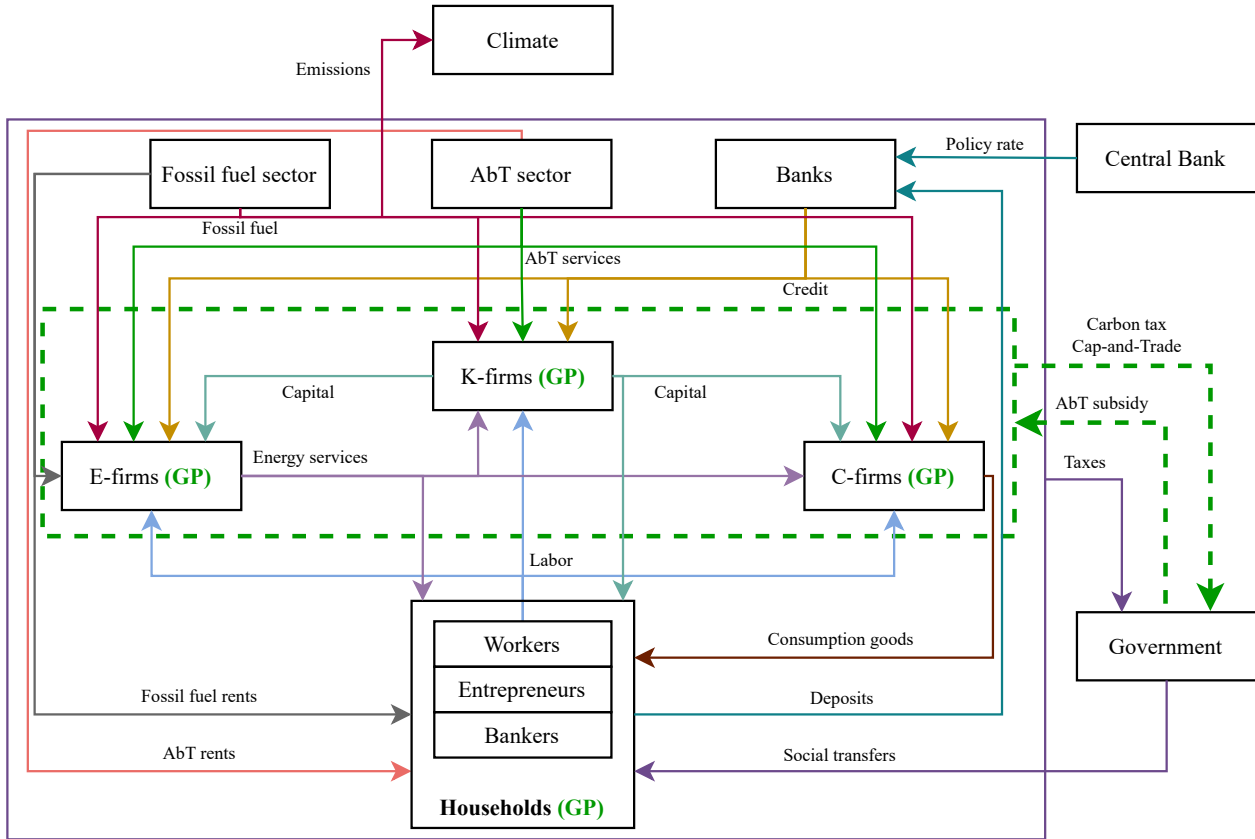 Climate
Emissions
Policy rate
Central Bank
Fossil fuel sector
AbT sector
Banks
Fossil fuel
AbT services
Credit
Carbon tax
Cap-and-Trade
K-firms (GP)
Capital
Capital
AbT subsidy
Energy services
E-firms (GP)
C-firms (GP)
Taxes
Labor
Workers
Consumption goods
Government
Entrepreneurs
Fossil fuel rents
Deposits
Bankers
AbT rents
Social transfers
Households (GP)